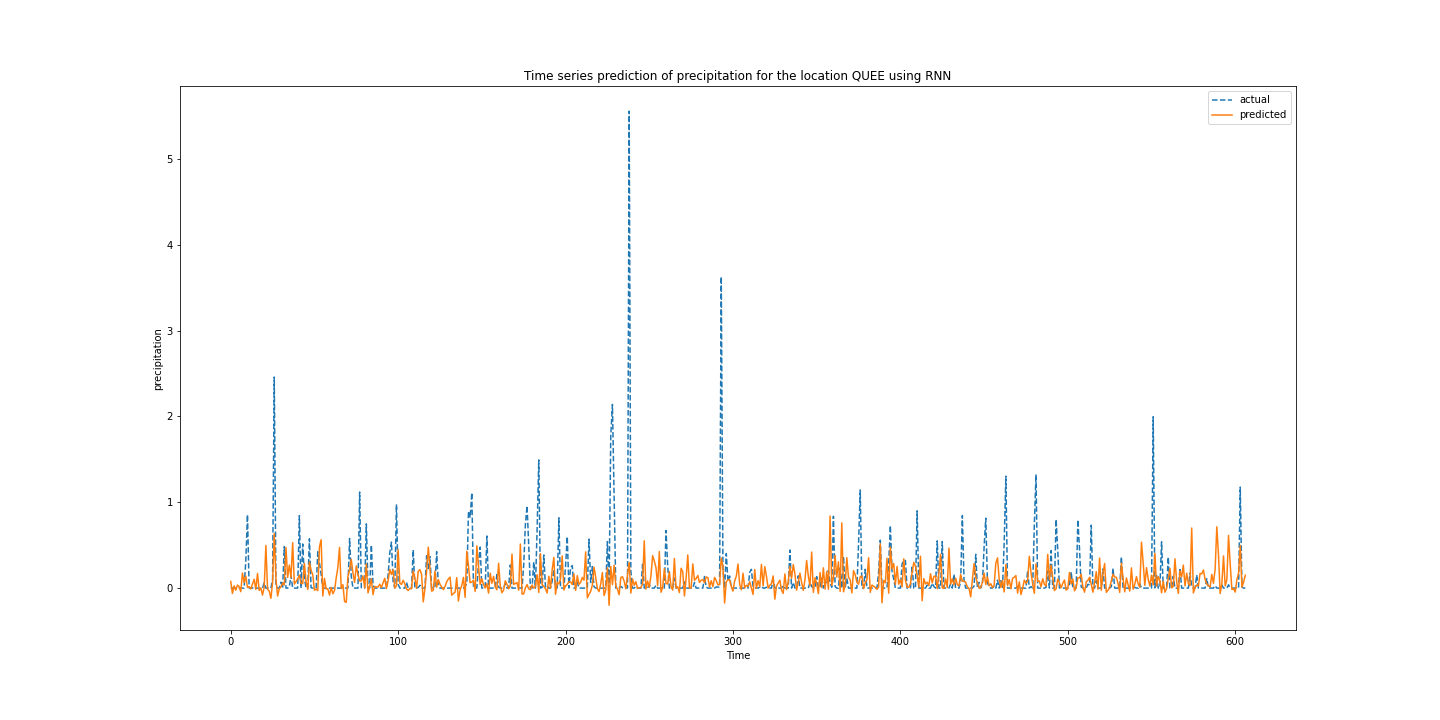 Time series prediction of precipitation for the location QUEE using RNN
actual
predicted
5
4
3
2
1
0
precipitation
0 100 200 300 400 500 600
Time